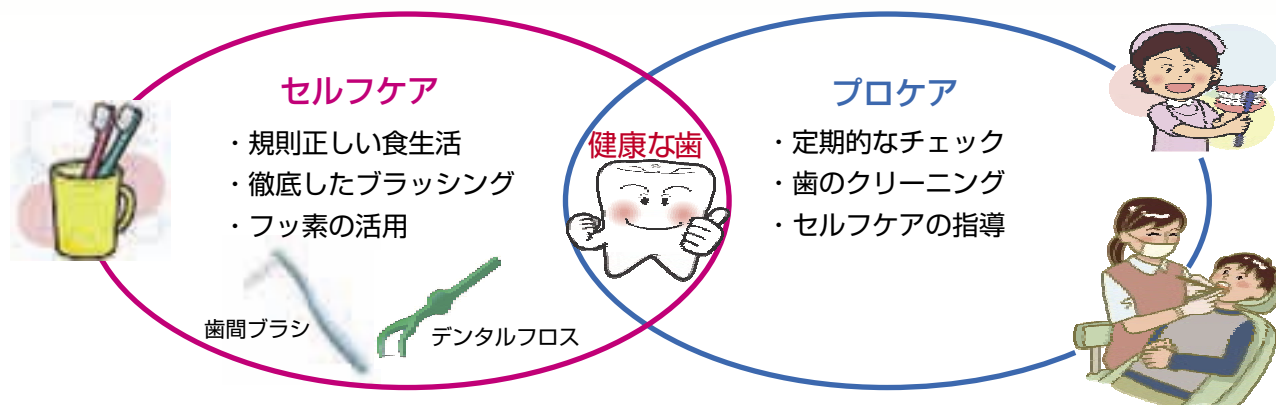 セルフケア
・規則正しい食生活
・徹底したブラッシング
・フッ素の活用
歯間ブラシ
デンタルフロス
健康な歯
プロケア
・定期的なチェック
・歯のクリーニング
・セルフケアの指導